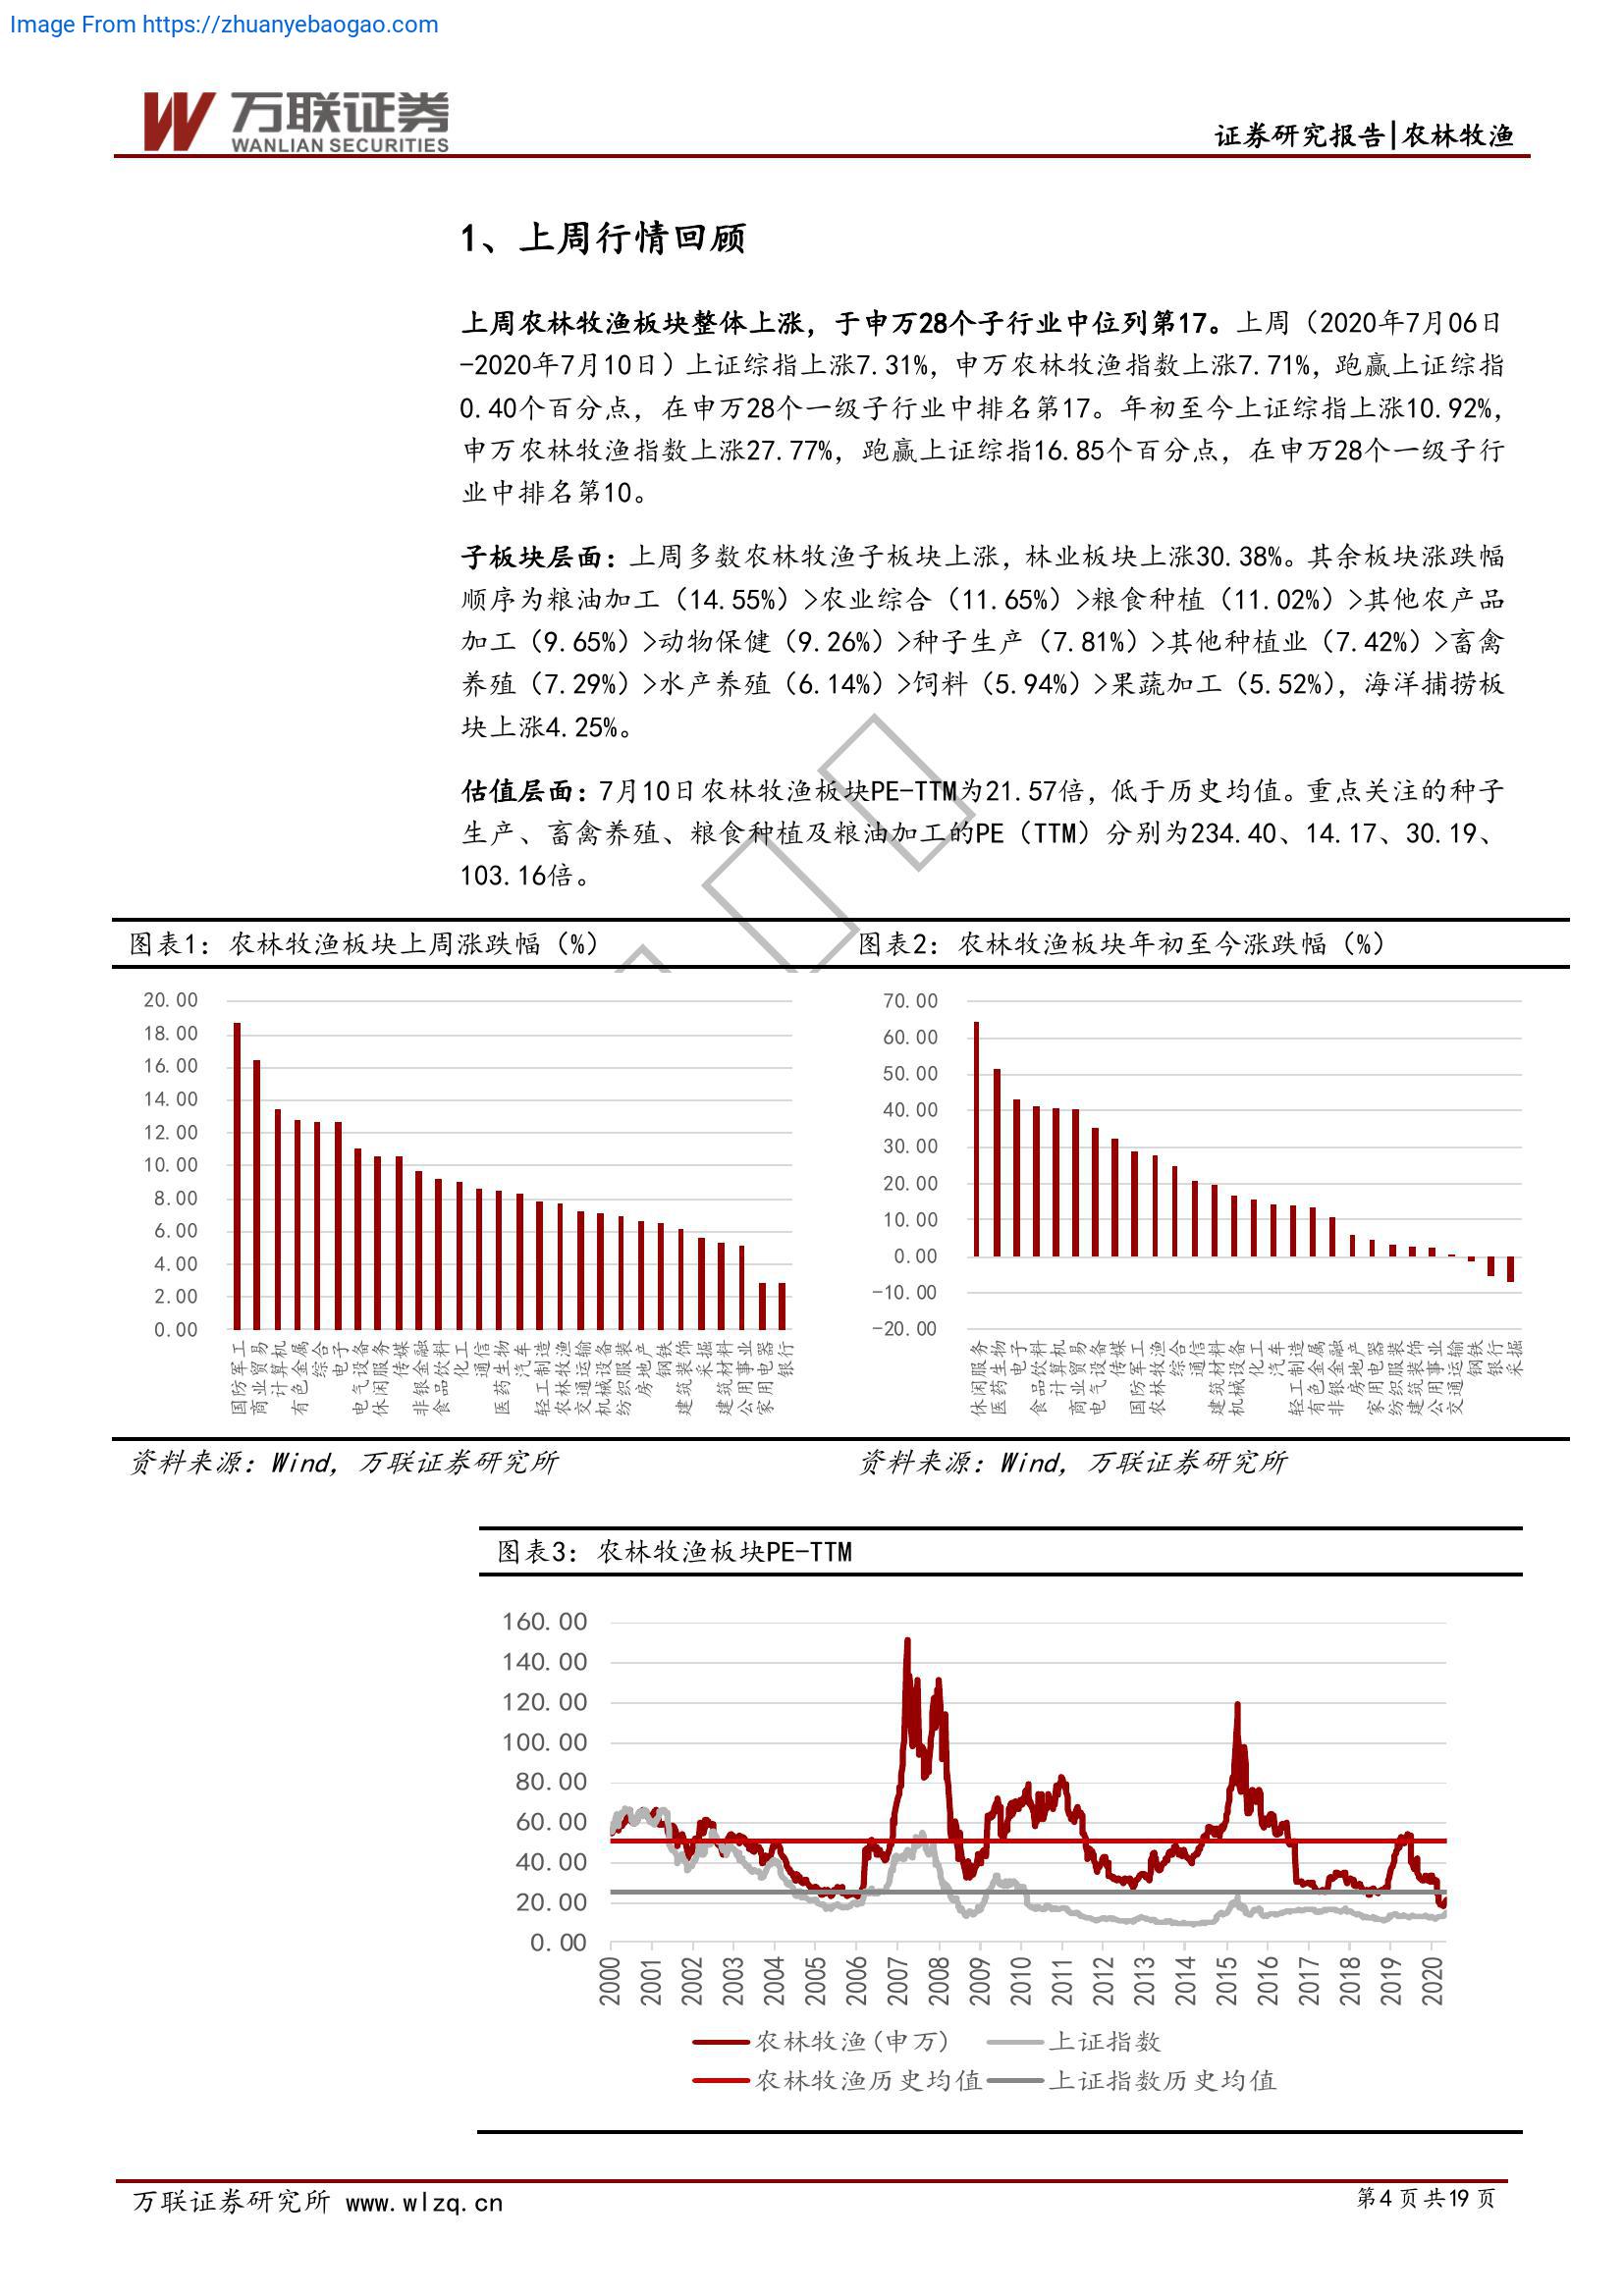 Image From https://zhuanyebaogao.com
万联证券
WANLIAN SECURITIES
证券研究报告|农林牧渔
1、上周行情回顾
上周农林牧渔板块整体上涨，于申万28个子行业中位列第17。上周（2020年7月06日
-2020年7月10日）上证综指上涨7.31%，申万农林牧渔指数上涨7.71%，跑赢上证综指
0.40个百分点，在申万28个一级子行业中排名第17。年初至今上证综指上涨10.92%，
申万农林牧渔指数上涨27.77%，跑赢上证综指16.85个百分点，在申万28个一级子行
业中排名第10。
子板块层面：上周多数农林牧渔子板块上涨，林业板块上涨30.38%。其余板块涨跌幅
顺序为粮油加工（14.55%）>农业综合（11.65%）>粮食种植（11.02%）>其他农产品
加工（9.65%）>动物保健（9.26%）>种子生产（7.81%）>其他种植业（7.42%）>畜禽
养殖（7.29%）>水产养殖（6.14%）>饲料（5.94%）>果蔬加工（5.52%），海洋捕捞板
块上涨4.25%。
估值层面：7月10日农林牧渔板块PE-TTM为21.57倍，低于历史均值。重点关注的种子
生产、畜禽养殖、粮食种植及粮油加工的PE（TTM）分别为234.40、14.17、30.19、
103.16倍。
图表1：农林牧渔板块上周涨跌幅（%）
20.00
18.00
16.00
14.00
12.00
10.00
8.00
6.00
4.00
2.00
0.00
国防军工
商业贸易
计算机
有色金属
综合
电子
电气设备
休闲服务
传媒
非银金融
食品饮料
化工
通信
医药生物
汽车
轻工制造
农林牧渔
交通运输
机械设备
纺织服装
房地产
钢铁
建筑装饰
采掘
建筑材料
公用事业
家用电器
银行
资料来源：Wind，万联证券研究所
图表2：农林牧渔板块年初至今涨跌幅（%）
70.00
60.00
50.00
40.00
30.00
20.00
10.00
0.00
-10.00
-20.00
休闲服务
医药生物
电子
食品饮料
计算机
商业贸易
电气设备
传媒
国防军工
农林牧渔
综合
通信
建筑材料
机械设备
化工
汽车
轻工制造
有色金属
非银金融
房地产
家用电器
纺织服装
建筑装饰
公用事业
交通运输
钢铁
银行
采掘
资料来源：Wind，万联证券研究所
图表3：农林牧渔板块PE-TTM
160.00
140.00
120.00
100.00
80.00
60.00
40.00
20.00
0.00
2000
2001
2002
2003
2004
2005
2006
2007
2008
2009
2010
2011
2012
2013
2014
2015
2016
2017
2018
2019
2020
农林牧渔(申万)
上证指数
农林牧渔历史均值
上证指数历史均值
万联证券研究所 www.wlzq.cn
第4页共19页